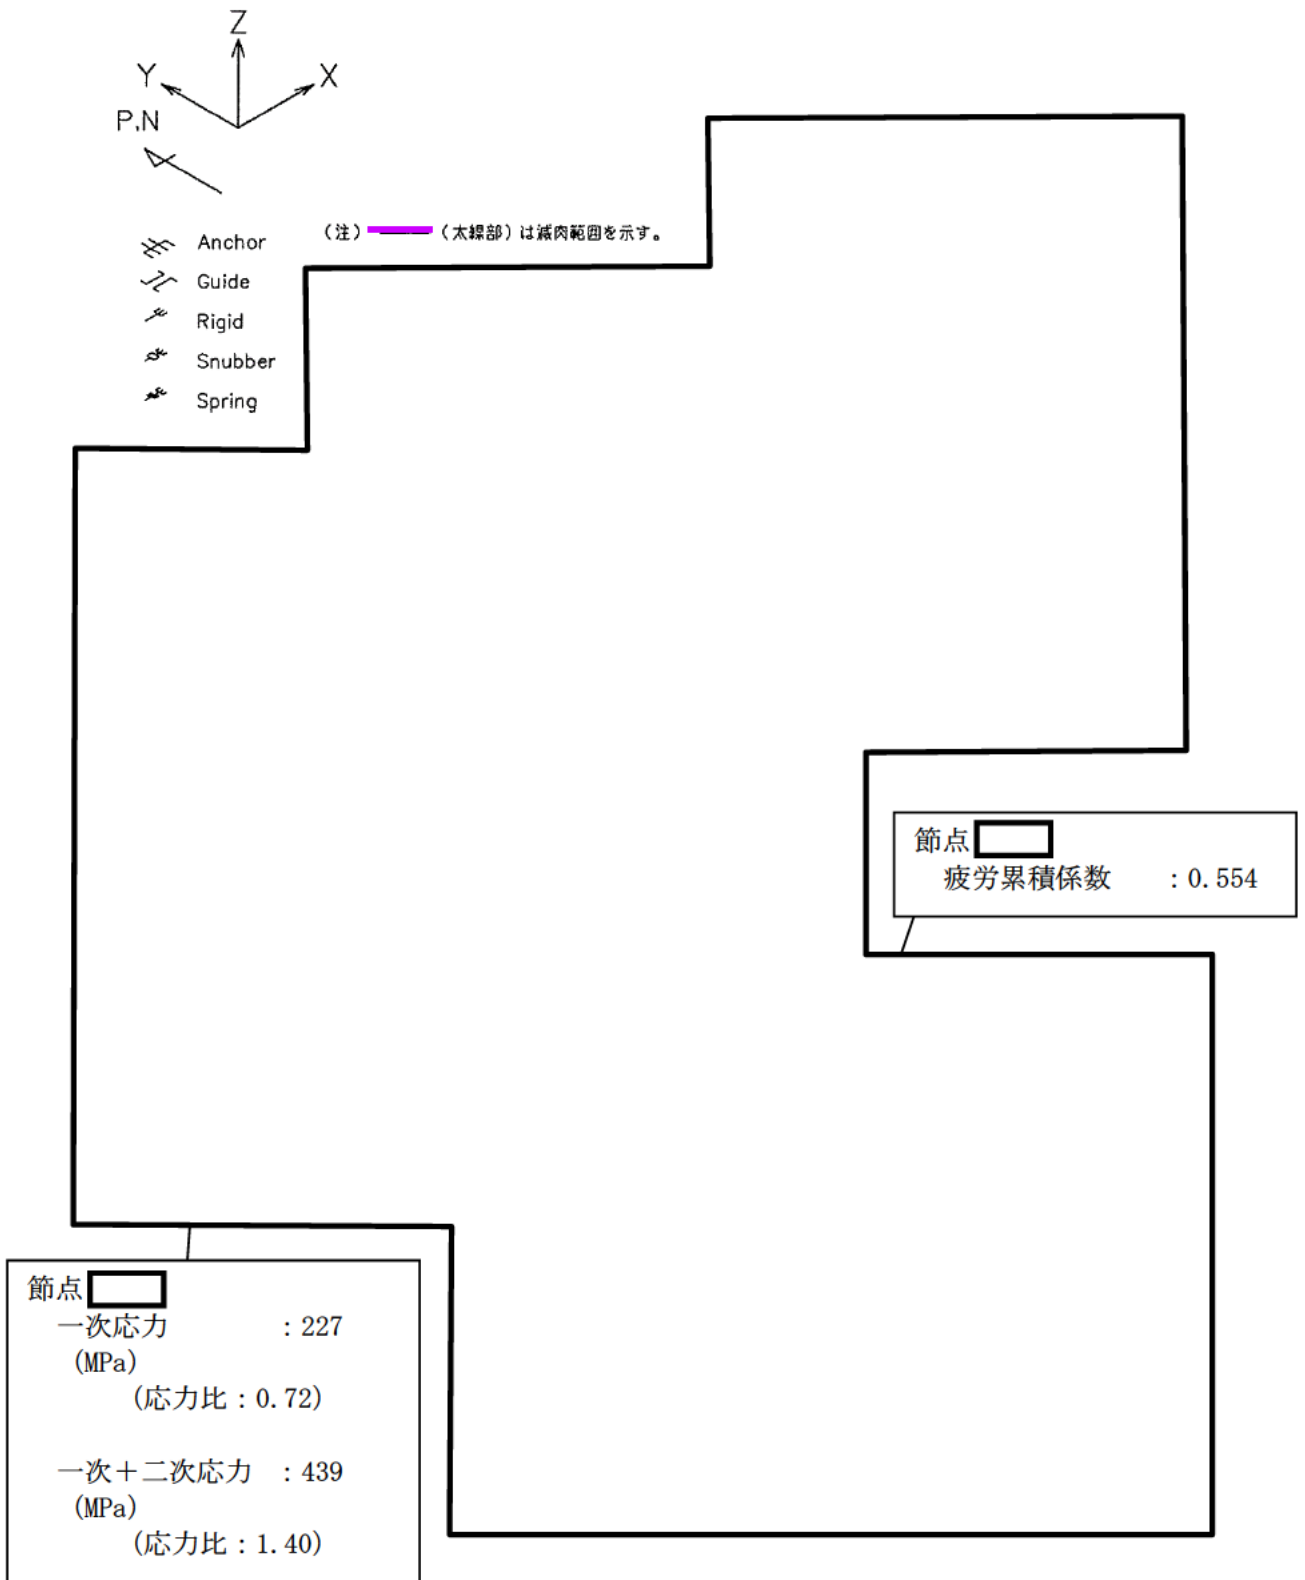 Z
Y
X
P.N
Anchor
Guide
Rigid
Snubber
Spring
(注) (太線部)は減肉範囲を示す。
節点
疲労累積係数 :0.554
節点
一次応力 :227
(MPa)
(応力比:0.72)
一次+二次応力 :439
(MPa)
(応力比:1.40)